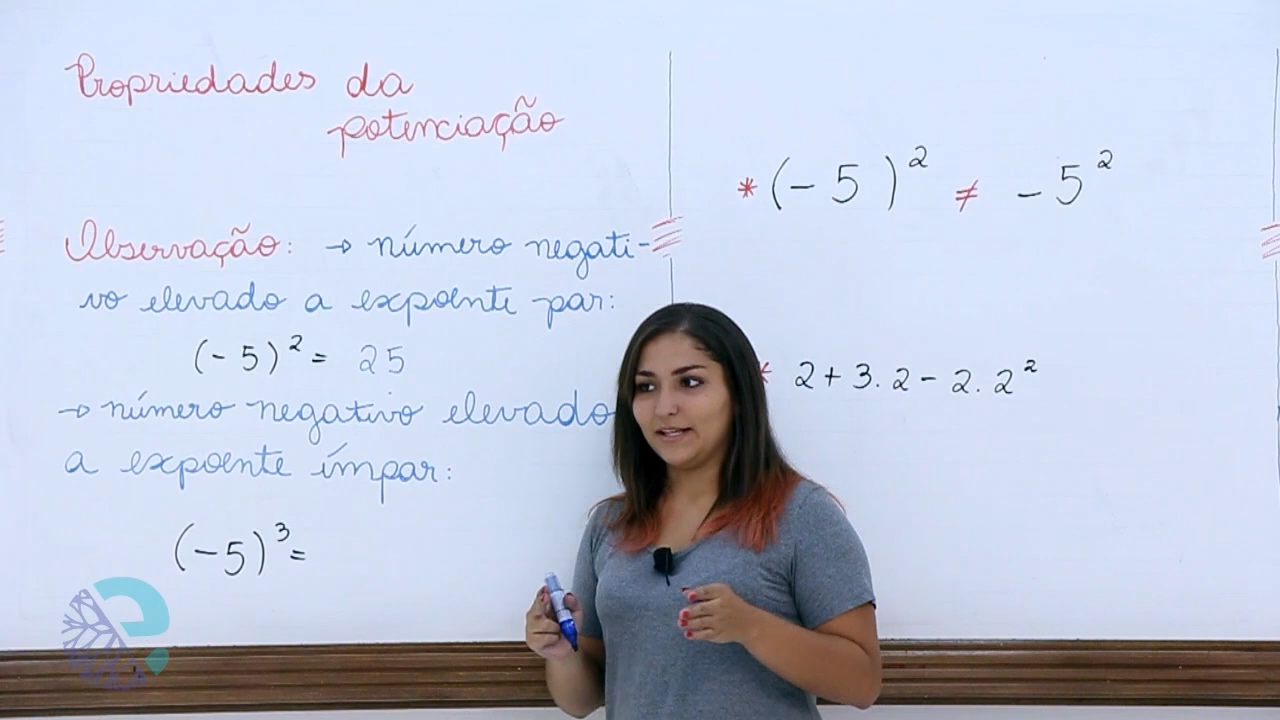 Propriedades da
potenciação
Observação: → número negati-
vo elevado a expoente par:
(-5)² = 25
→ número negativo elevado
a expoente ímpar:
(-5)³ =
* (-5)² ≠ -5²
* 2 + 3 . 2 - 2 . 2²